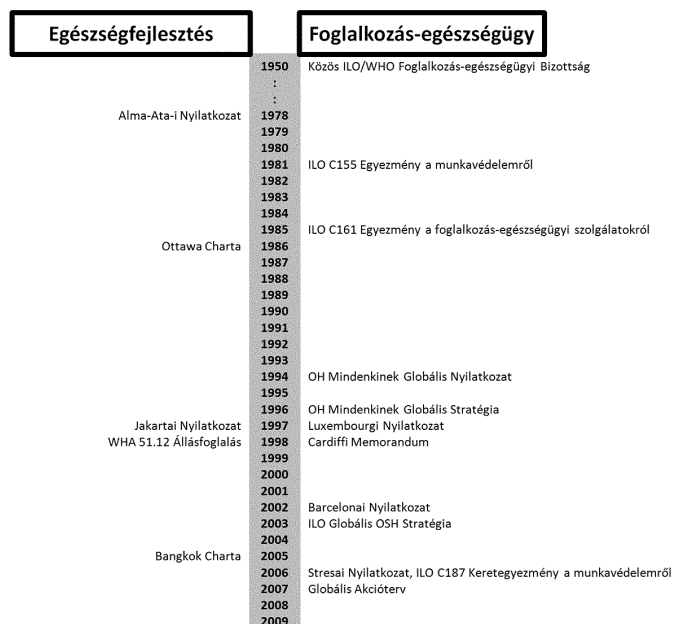 Egészségfejlesztés Foglalkozás-egészségügy
1950 Közös ILO/WHO Foglalkozás-egészségügyi Bizottság
:
:
Alma-Ata-i Nyilatkozat 1978
1979
1980
1981 ILO C155 Egyezmény a munkavédelemről
1982
1983
1984
1985 ILO C161 Egyezmény a foglalkozás-egészségügyi szolgálatokról
Ottawa Charta 1986
1987
1988
1989
1990
1991
1992
1993
1994 OH Mindenkinek Globális Nyilatkozat
1995
1996 OH Mindenkinek Globális Stratégia
Jakartai Nyilatkozat 1997 Luxembourgi Nyilatkozat
WHA 51.12 Állásfoglalás 1998 Cardiffi Memorandum
1999
2000
2001
2002 Barcelonai Nyilatkozat
2003 ILO Globális OSH Stratégia
2004
Bangkok Charta 2005
2006 Stresai Nyilatkozat, ILO C187 Keretegyezmény a munkavédelemről
2007 Globális Akcióterv
2008
2009